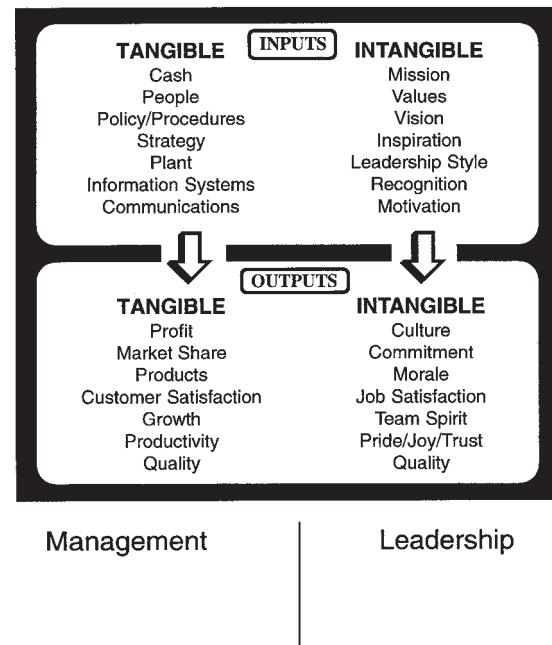 INPUTS
TANGIBLE
Cash
People
Policy/Procedures
Strategy
Plant
Information Systems
Communications
INTANGIBLE
Mission
Values
Vision
Inspiration
Leadership Style
Recognition
Motivation
OUTPUTS
TANGIBLE
Profit
Market Share
Products
Customer Satisfaction
Growth
Productivity
Quality
INTANGIBLE
Culture
Commitment
Morale
Job Satisfaction
Team Spirit
Pride/Joy/Trust
Quality
Management
Leadership